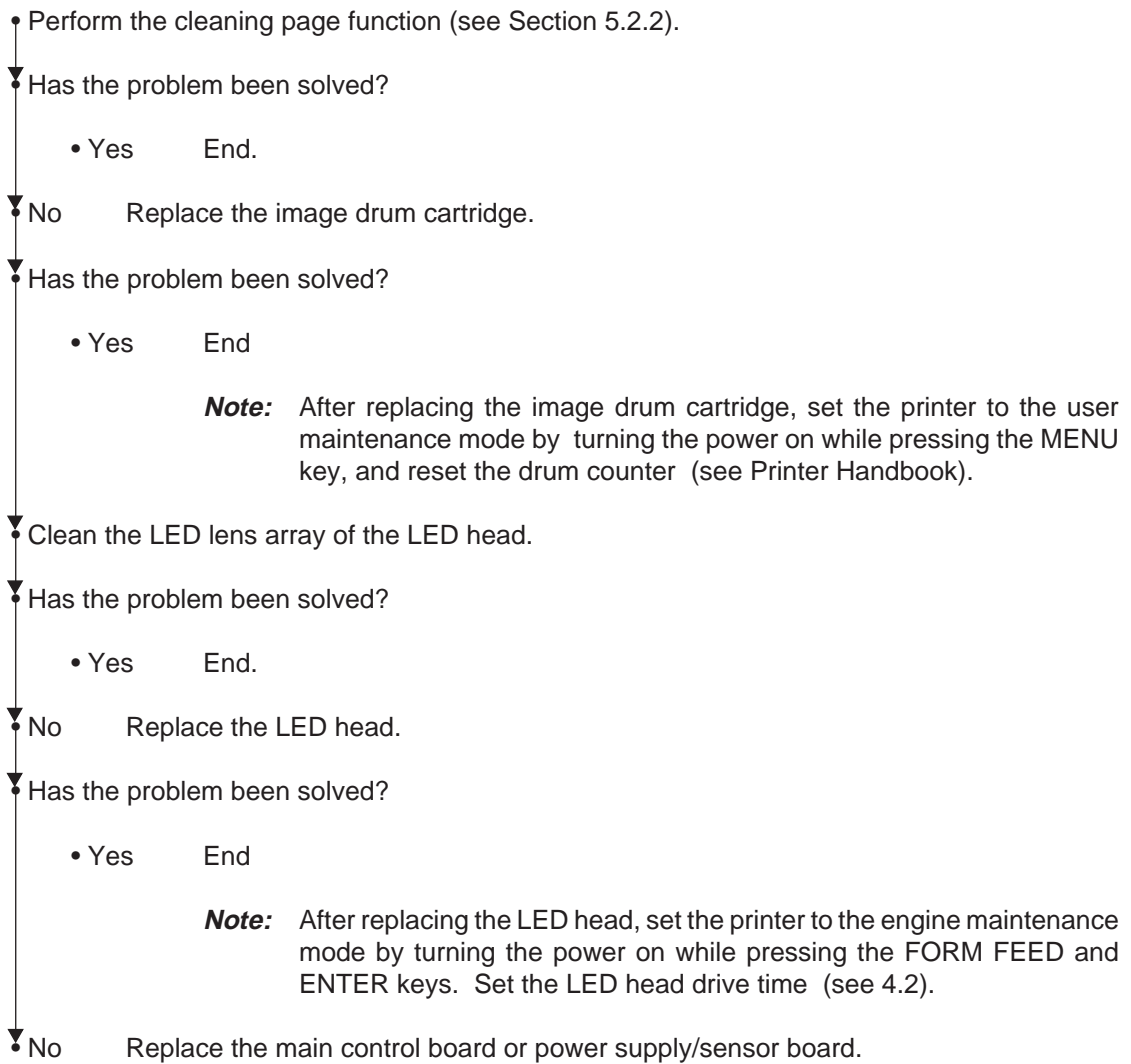 • Perform the cleaning page function (see Section 5.2.2).
• Has the problem been solved?
• Yes End.
• No Replace the image drum cartridge.
• Has the problem been solved?
• Yes End
Note: After replacing the image drum cartridge, set the printer to the user
maintenance mode by turning the power on while pressing the MENU
key, and reset the drum counter (see Printer Handbook).
• Clean the LED lens array of the LED head.
• Has the problem been solved?
• Yes End.
• No Replace the LED head.
• Has the problem been solved?
• Yes End
Note: After replacing the LED head, set the printer to the engine maintenance
mode by turning the power on while pressing the FORM FEED and
ENTER keys. Set the LED head drive time (see 4.2).
• No Replace the main control board or power supply/sensor board.